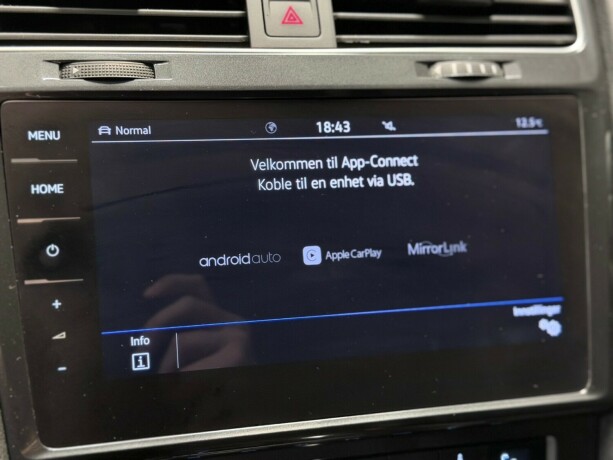 MENU
Normal
18:43
12.5°C
HOME
Velkommen til App-Connect
Koble til en enhet via USB.
androidauto
Apple CarPlay
MirrorLink
Innstillinger
Info
i
+
-